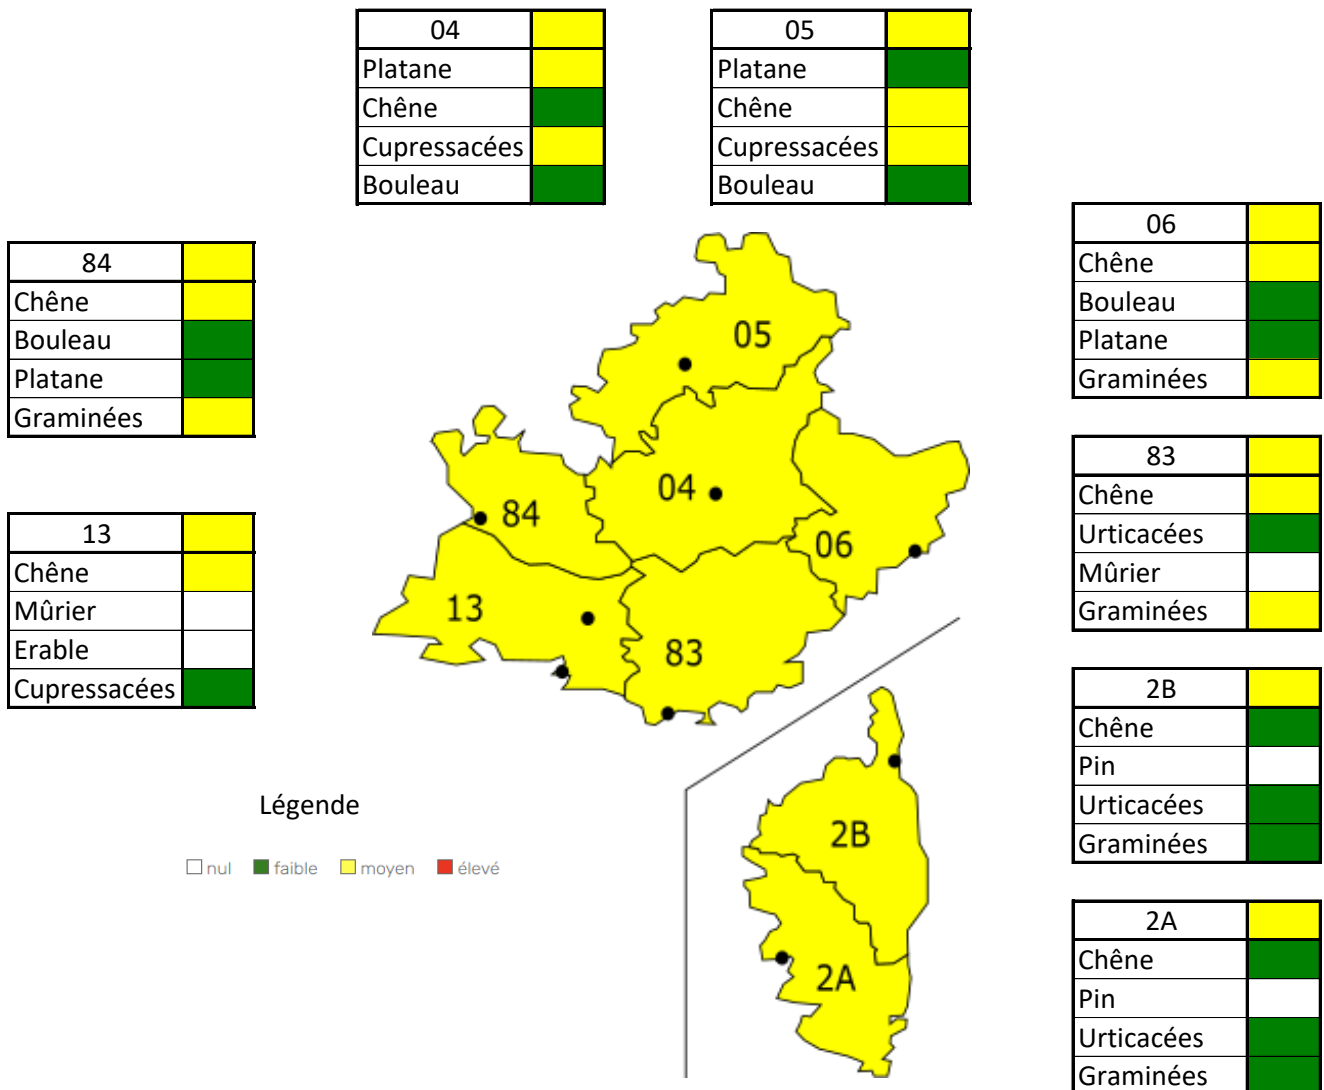 04
Platane
Chêne
Cupressacées
Bouleau
05
Platane
Chêne
Cupressacées
Bouleau
84
Chêne
Bouleau
Platane
Graminées
13
Chêne
Mûrier
Erable
Cupressacées
06
Chêne
Bouleau
Platane
Graminées
83
Chêne
Urticacées
Mûrier
Graminées
2B
Chêne
Pin
Urticacées
Graminées
2A
Chêne
Pin
Urticacées
Graminées
05
04
84
06
13
83
2B
2A
Légende
nul faible moyen élevé